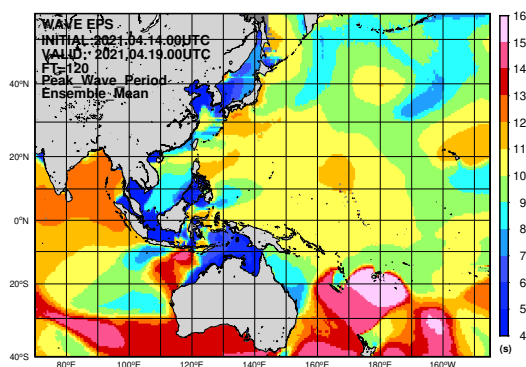 WAVE EPS
INITIAL:2021.04.14.00UTC
VALID: 2021.04.19.00UTC
FT=120
Peak Wave Period
Ensemble Mean
40°N
20°N
0°N
20°S
40°S
80°E
100°E
120°E
140°E
160°E
180°E
160°W
16
15
14
13
12
11
10
9
8
7
6
5
4
(s)